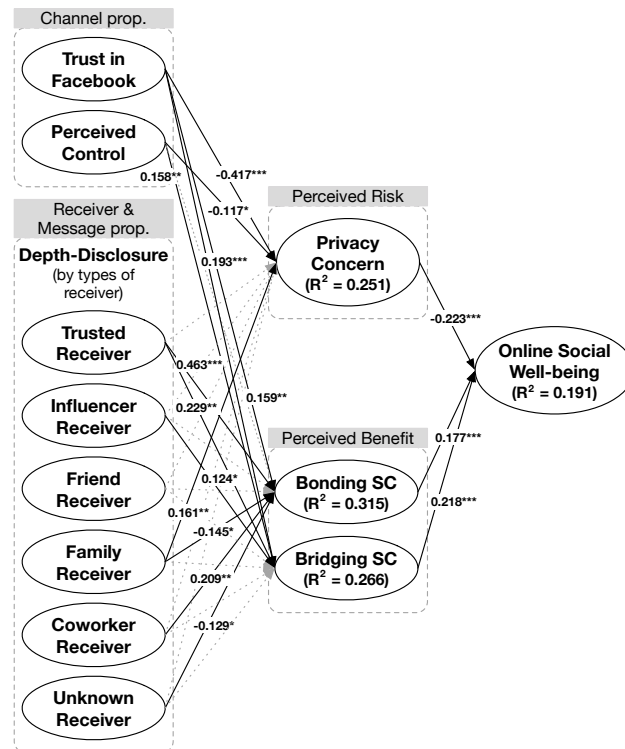 Channel prop.
Trust in
Facebook
Perceived
Control
0.158**
-0.417***
-0.117*
0.193***
Receiver &
Message prop.
Depth-Disclosure
(by types of
receiver)
Perceived Risk
Privacy
Concern
(R² = 0.251)
-0.223***
Trusted
Receiver
0.463***
0.229**
0.159**
Influencer
Receiver
0.124*
Friend
Receiver
0.161**
-0.145*
Family
Receiver
0.209**
Coworker
Receiver
-0.129*
Unknown
Receiver
Perceived Benefit
Bonding SC
(R² = 0.315)
Bridging SC
(R² = 0.266)
0.177***
0.218***
Online Social
Well-being
(R² = 0.191)